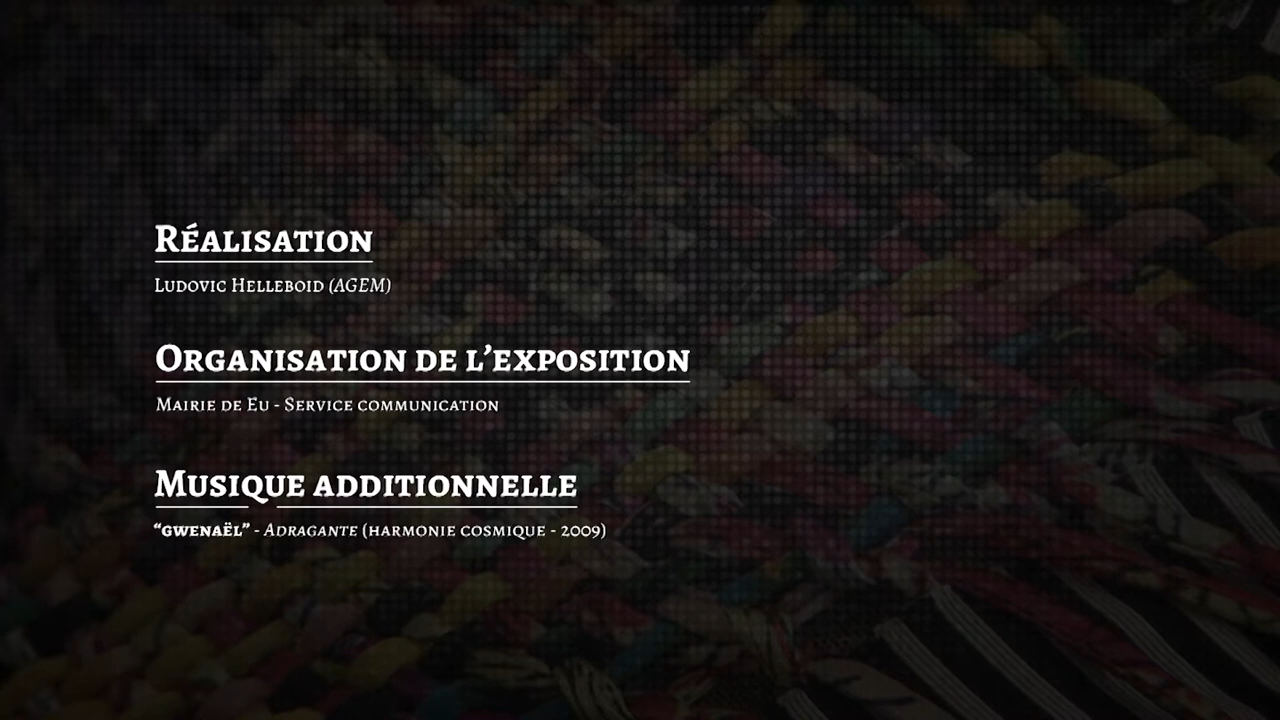 Réalisation
Ludovic Helleboid (AGEM)
Organisation de l’exposition
Mairie de Eu - Service communication
Musique additionnelle
“Gwenaël” - Adragante (harmonie cosmique - 2009)